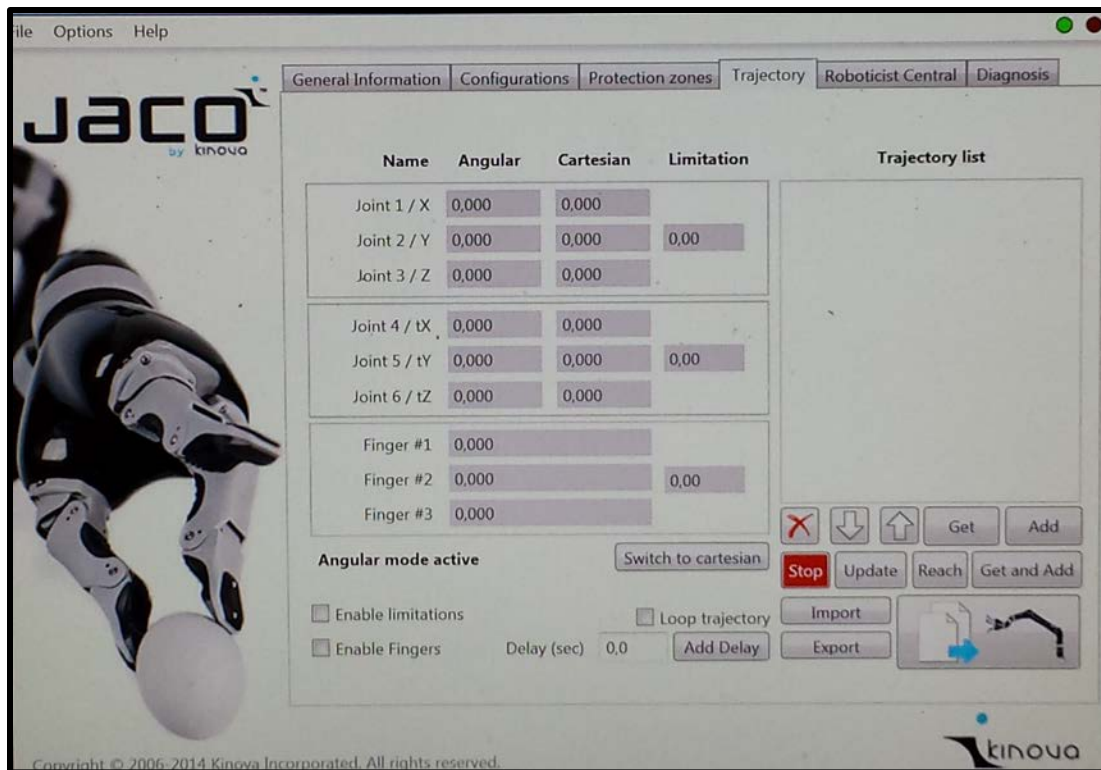 ile Options Help
Jaco
by kinova
General Information Configurations Protection zones Trajectory Roboticist Central Diagnosis
Name Angular Cartesian Limitation Trajectory list
Joint 1 / X 0,000 0,000
Joint 2 / Y 0,000 0,000 0,00
Joint 3 / Z 0,000 0,000
Joint 4 / tX 0,000 0,000
Joint 5 / tY 0,000 0,000 0,00
Joint 6 / tZ 0,000 0,000
Finger #1 0,000
Finger #2 0,000 0,00
Finger #3 0,000
Get Add
Angular mode active Switch to cartesian
Stop Update Reach Get and Add
Enable limitations Loop trajectory Import
Enable Fingers Delay (sec) 0,0 Add Delay Export
kinova
Copyright © 2006-2014 Kinova Incorporated. All rights reserved.